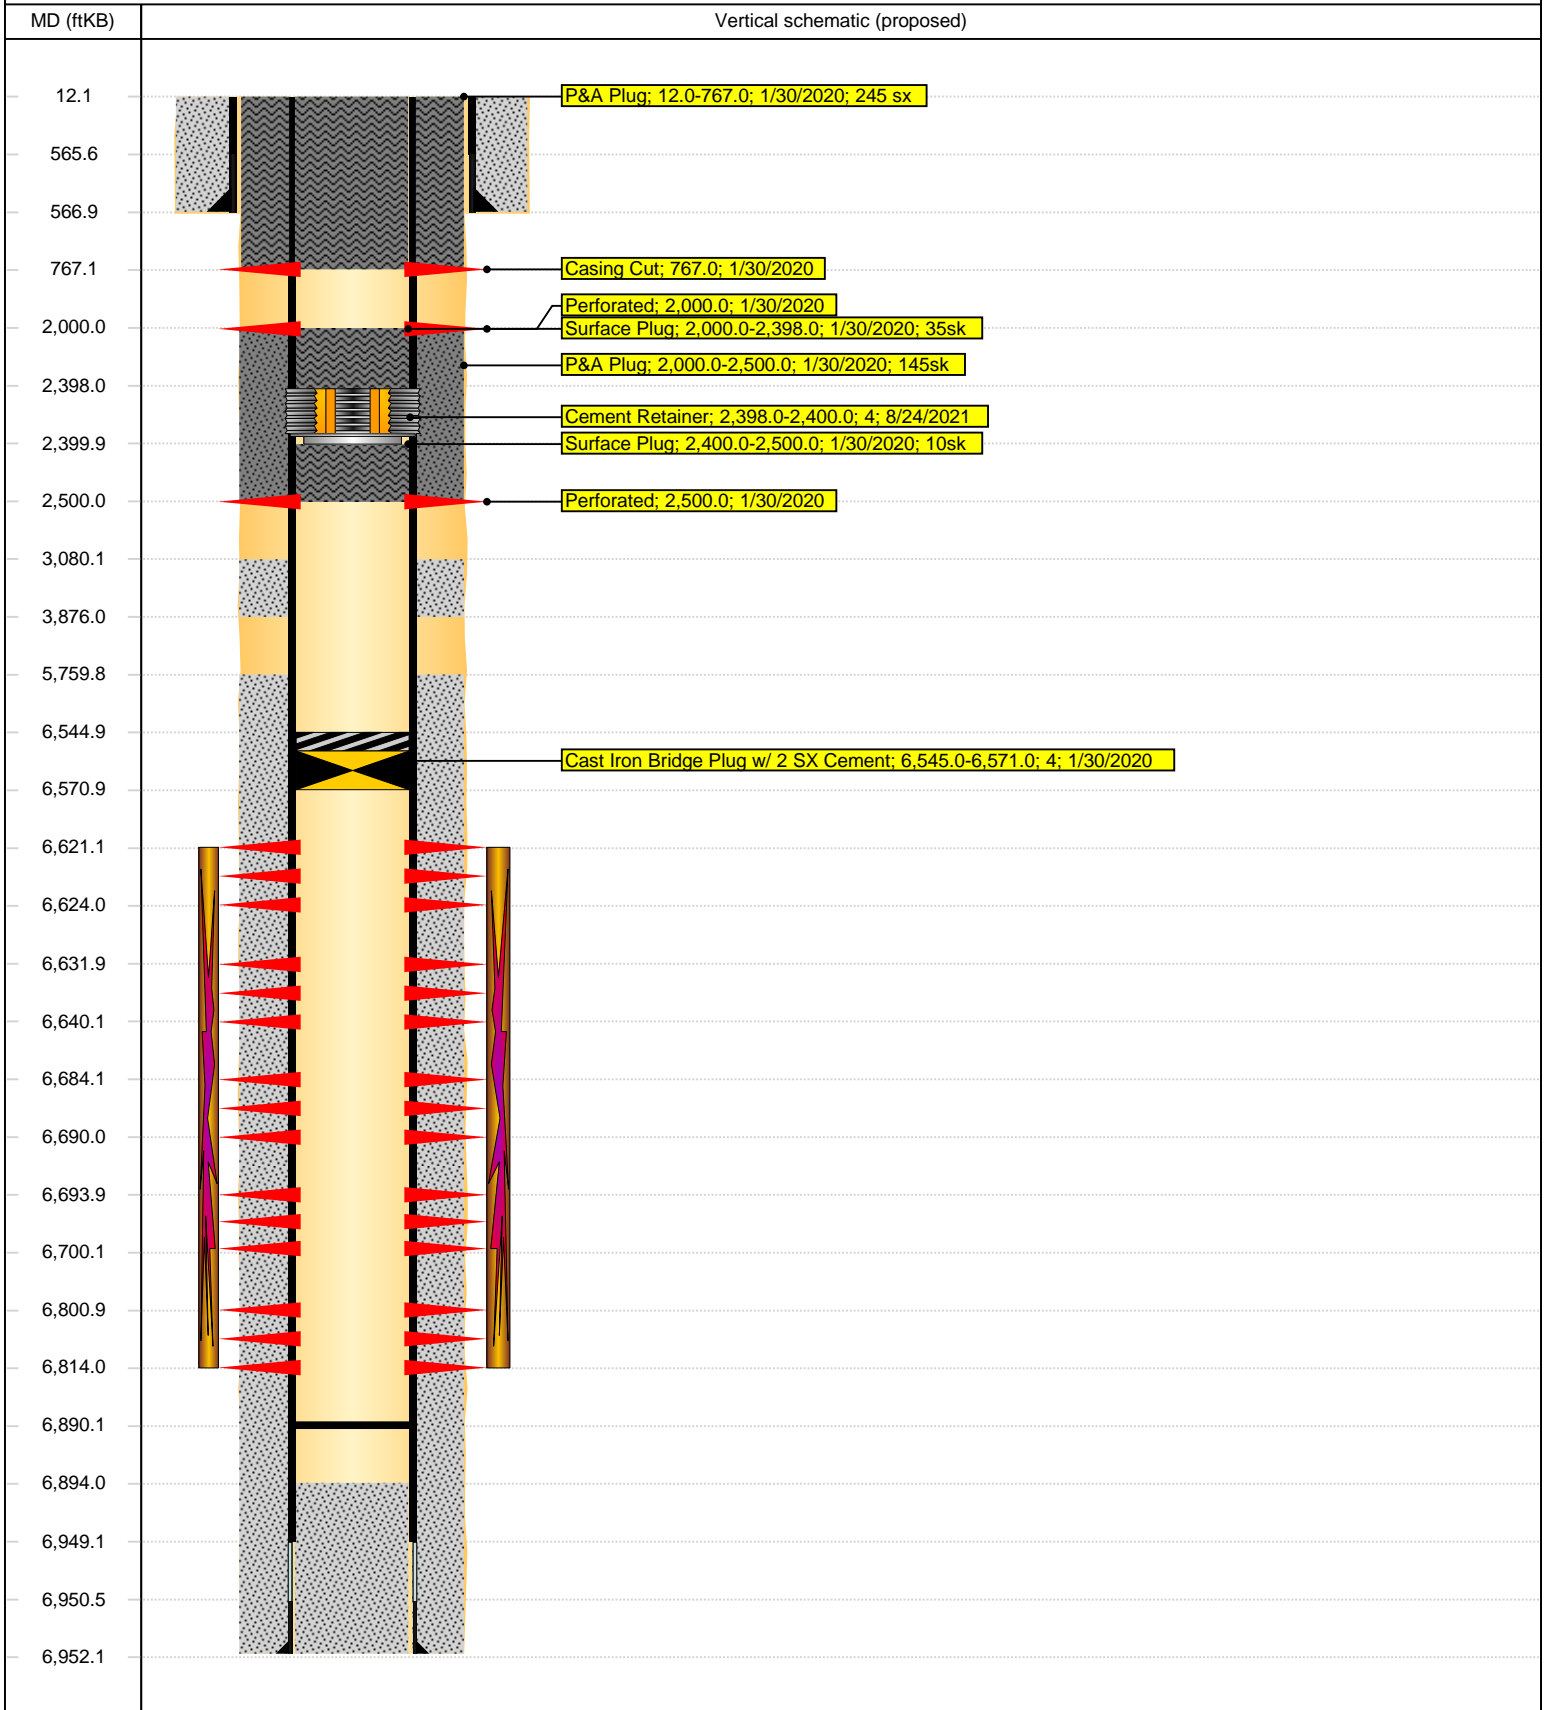 MD (ftKB)
Vertical schematic (proposed)
12.1
P&A Plug; 12.0-767.0; 1/30/2020; 245 sx
565.6
566.9
767.1
Casing Cut; 767.0; 1/30/2020
Perforated; 2,000.0; 1/30/2020
2,000.0
Surface Plug; 2,000.0-2,398.0; 1/30/2020; 35sk
P&A Plug; 2,000.0-2,500.0; 1/30/2020; 145sk
2,398.0
Cement Retainer; 2,398.0-2,400.0; 4; 8/24/2021
2,399.9
Surface Plug; 2,400.0-2,500.0; 1/30/2020; 10sk
2,500.0
Perforated; 2,500.0; 1/30/2020
3,080.1
3,876.0
5,759.8
6,544.9
Cast Iron Bridge Plug w/ 2 SX Cement; 6,545.0-6,571.0; 4; 1/30/2020
6,570.9
6,621.1
6,624.0
6,631.9
6,640.1
6,684.1
6,690.0
6,693.9
6,700.1
6,800.9
6,814.0
6,890.1
6,894.0
6,949.1
6,950.5
6,952.1